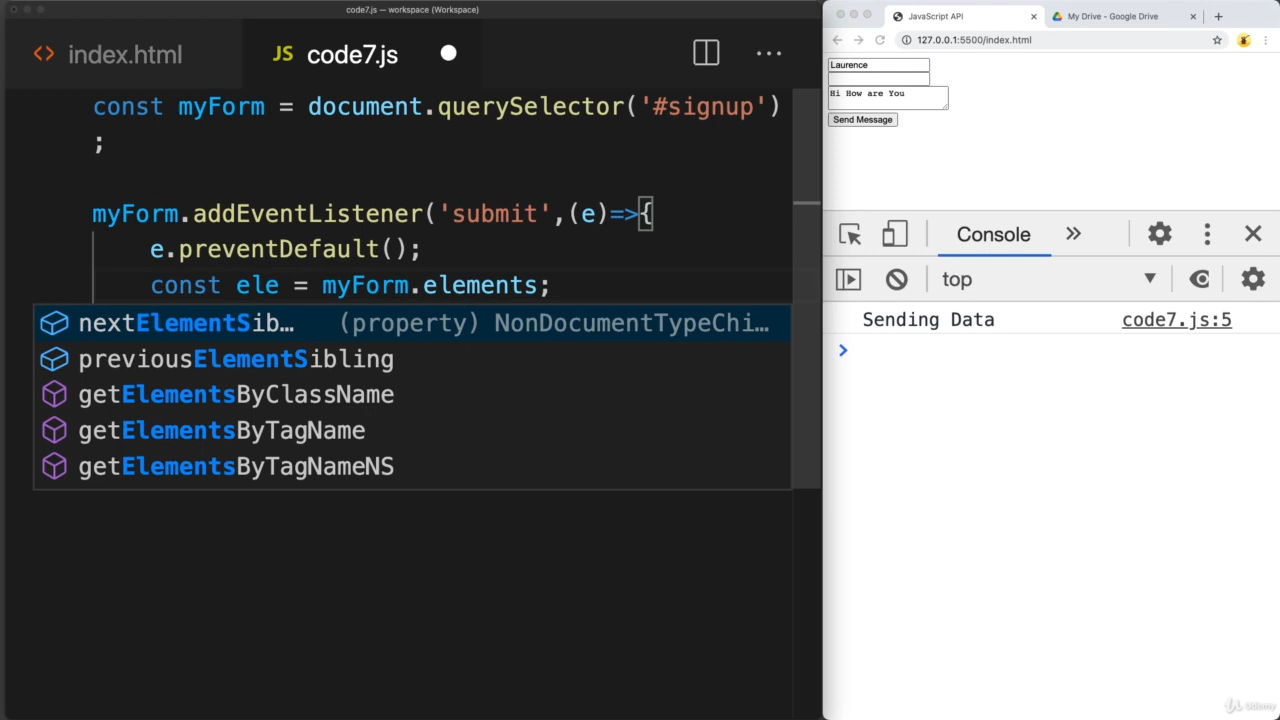 code7.js — workspace (Workspace)
index.html
JS code7.js
const myForm = document.querySelector('#signup')
;
myForm.addEventListener('submit',(e)=>{
e.preventDefault();
const ele = myForm.elements;
nextElementSib… (property) NonDocumentTypeChi…
previousElementSibling
getElementsByClassName
getElementsByTagName
getElementsByTagNameNS
JavaScript API
My Drive - Google Drive
127.0.0.1:5500/index.html
Laurence
Hi How are You
Send Message
Console
top
Sending Data code7.js:5
Udemy